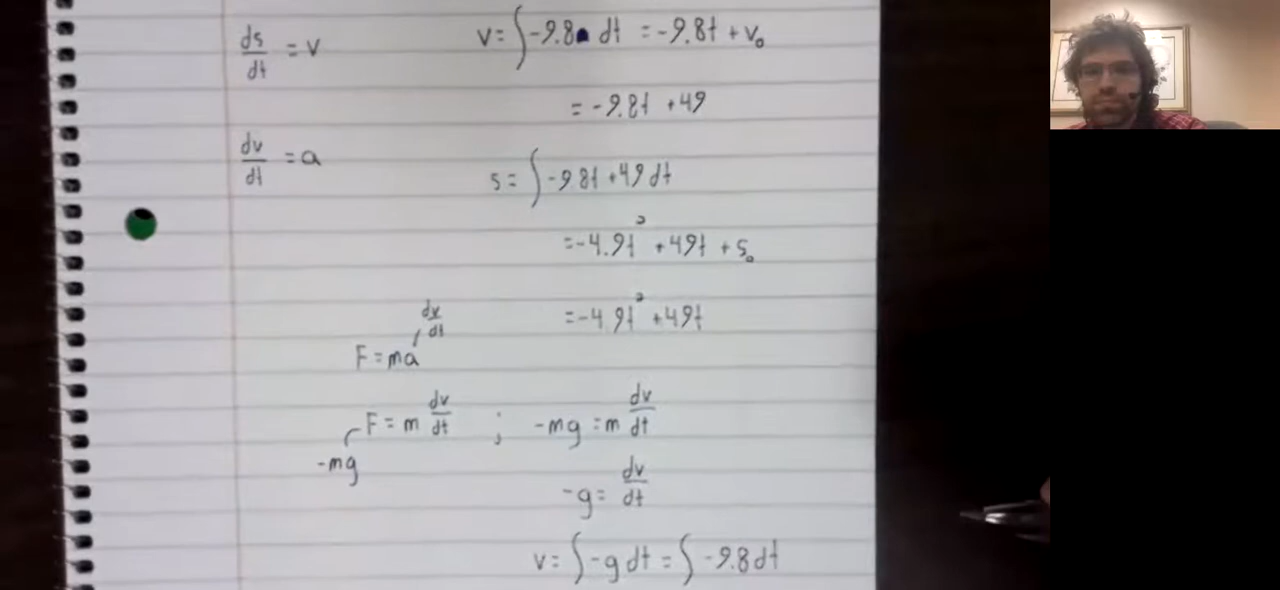 ds/dt = v
v = ∫ -9.8 dt = -9.8t + v₀
= -9.8t + 49
dv/dt = a
s = ∫ -9.8t + 49 dt
= -4.9t² + 49t + s₀
= -4.9t² + 49t
dv/dt
F = ma
F = m dv/dt ; -mg = m dv/dt
-mg
-g = dv/dt
v = ∫ -g dt = ∫ -9.8 dt